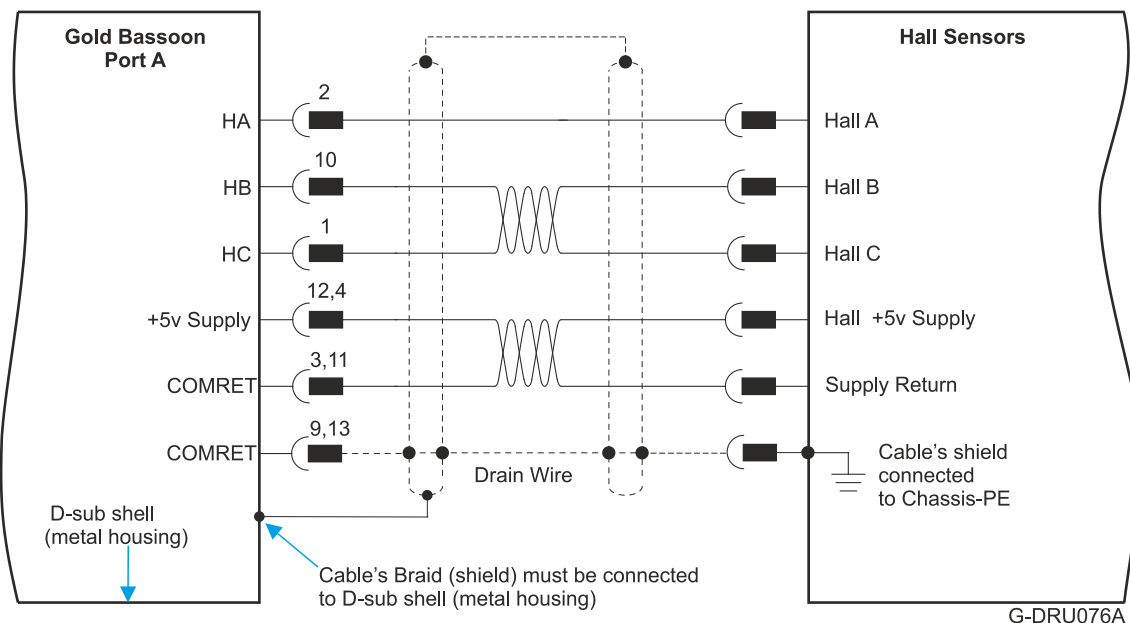 Gold Bassoon
Port A
Hall Sensors
2
HA
Hall A
10
HB
Hall B
1
HC
Hall C
12,4
+5v Supply
Hall +5v Supply
3,11
COMRET
Supply Return
9,13
COMRET
Drain Wire
Cable's shield
connected
to Chassis-PE
D-sub shell
(metal housing)
Cable's Braid (shield) must be connected
to D-sub shell (metal housing)
G-DRU076A